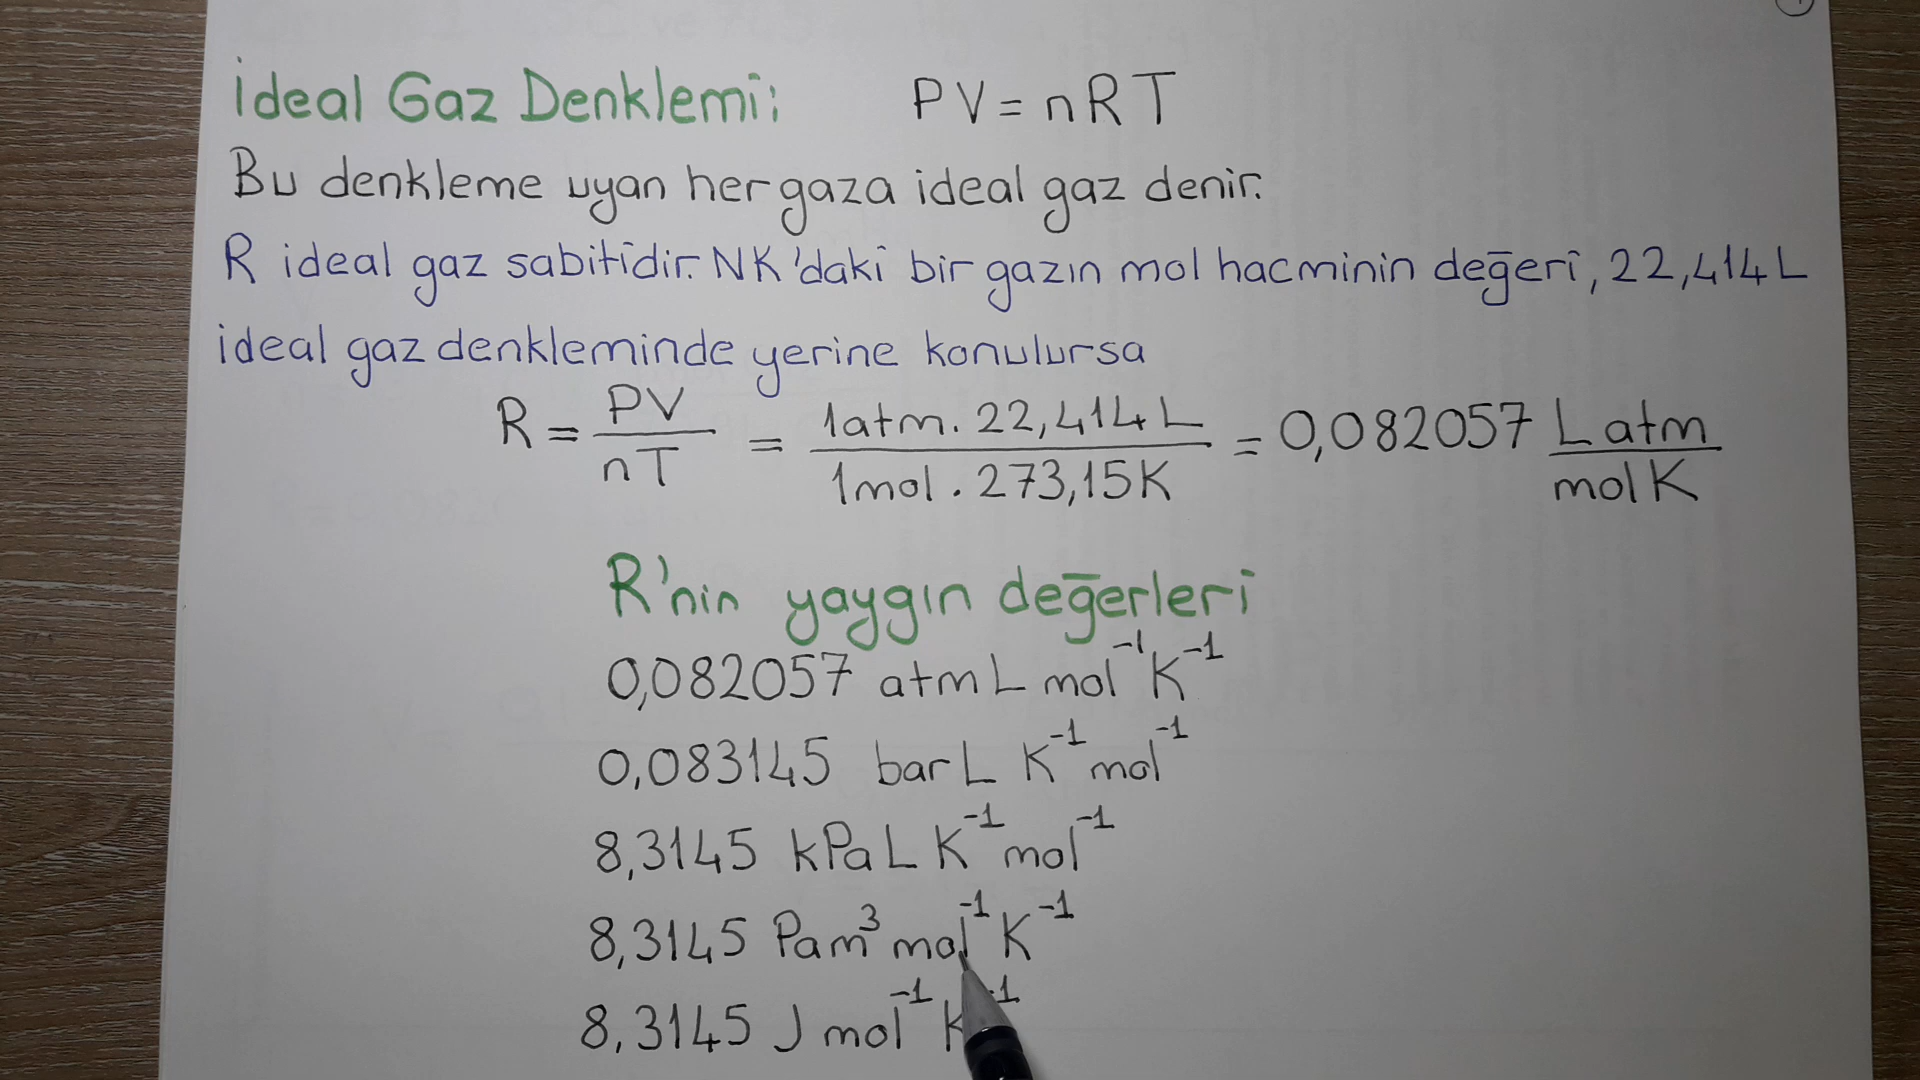 İdeal Gaz Denklemi: PV = nRT
Bu denkleme uyan her gaza ideal gaz denir.
R ideal gaz sabitidir. NK'daki bir gazın mol hacminin değeri, 22,414 L
ideal gaz denkleminde yerine konulursa
R = PV/nT = 1atm. 22,414 L/1mol. 273,15K = 0,082057 L atm/mol K
R'nin yaygın değerleri
0,082057 atm L mol⁻¹ K⁻¹
0,083145 bar L K⁻¹ mol⁻¹
8,3145 kPa L K⁻¹ mol⁻¹
8,3145 Pa m³ mol⁻¹ K⁻¹
8,3145 J mol⁻¹ K⁻¹